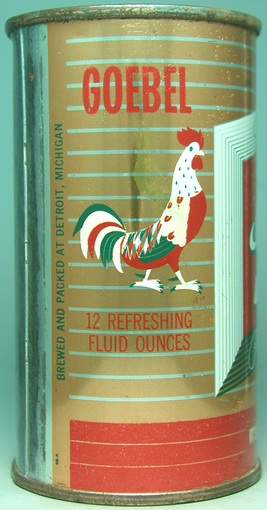 GOEBEL
12 REFRESHING
FLUID OUNCES
BREWED AND PACKED AT DETROIT, MICHIGAN